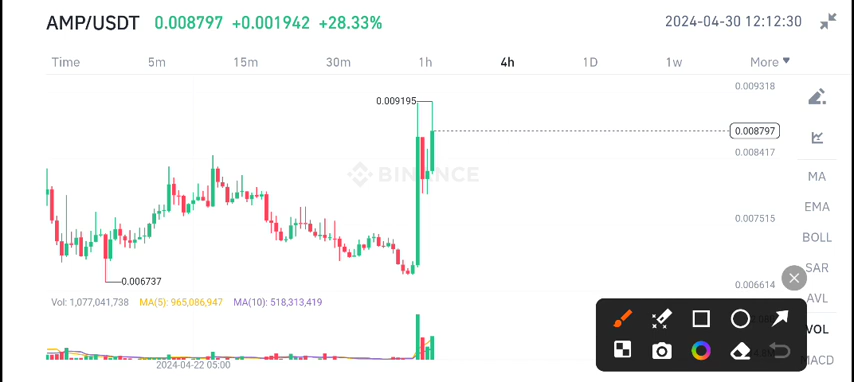 AMP/USDT 0.008797 +0.001942 +28.33% 2024-04-30 12:12:30
Time 5m 15m 30m 1h 4h 1D 1w More
0.009318
0.009195
0.008797
0.008417
BINANCE
MA
EMA
0.007515
BOLL
SAR
0.006737
0.006614
AVL
Vol: 1,077,041,738 MA(5): 965,086,947 MA(10): 518,313,419
VOL
MACD
2024-04-22 05:00